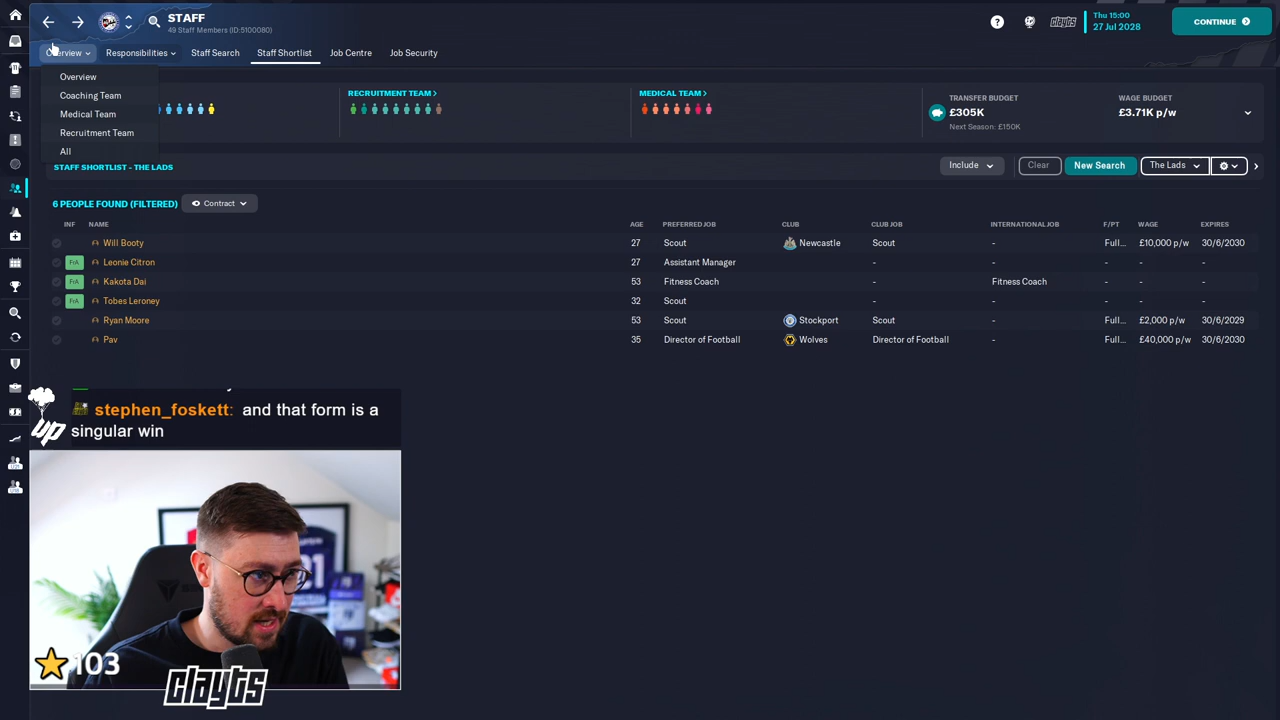 STAFF
49 Staff Members (ID:5100080)
Thu 15:00
27 Jul 2028
CONTINUE
clayts
Overview
Responsibilities
Staff Search
Staff Shortlist
Job Centre
Job Security
Overview
Coaching Team
Medical Team
Recruitment Team
All
RECRUITMENT TEAM
MEDICAL TEAM
TRANSFER BUDGET
£305K
Next Season: £150K
WAGE BUDGET
£3.71K p/w
STAFF SHORTLIST - THE LADS
Include
Clear
New Search
The Lads
6 PEOPLE FOUND (FILTERED)
Contract
INF NAME AGE PREFERRED JOB CLUB CLUB JOB INTERNATIONAL JOB F/PT WAGE EXPIRES
Will Booty 27 Scout Newcastle Scout - Full... £10,000 p/w 30/6/2030
FrA Leonie Citron 27 Assistant Manager - - - - - -
FrA Kakota Dai 53 Fitness Coach - - Fitness Coach - - -
FrA Tobes Leroney 32 Scout - - - - - -
Ryan Moore 53 Scout Stockport Scout - Full... £2,000 p/w 30/6/2029
Pav 35 Director of Football Wolves Director of Football - Full... £40,000 p/w 30/6/2030
stephen_foskett: and that form is a
singular win
up
103
clayts